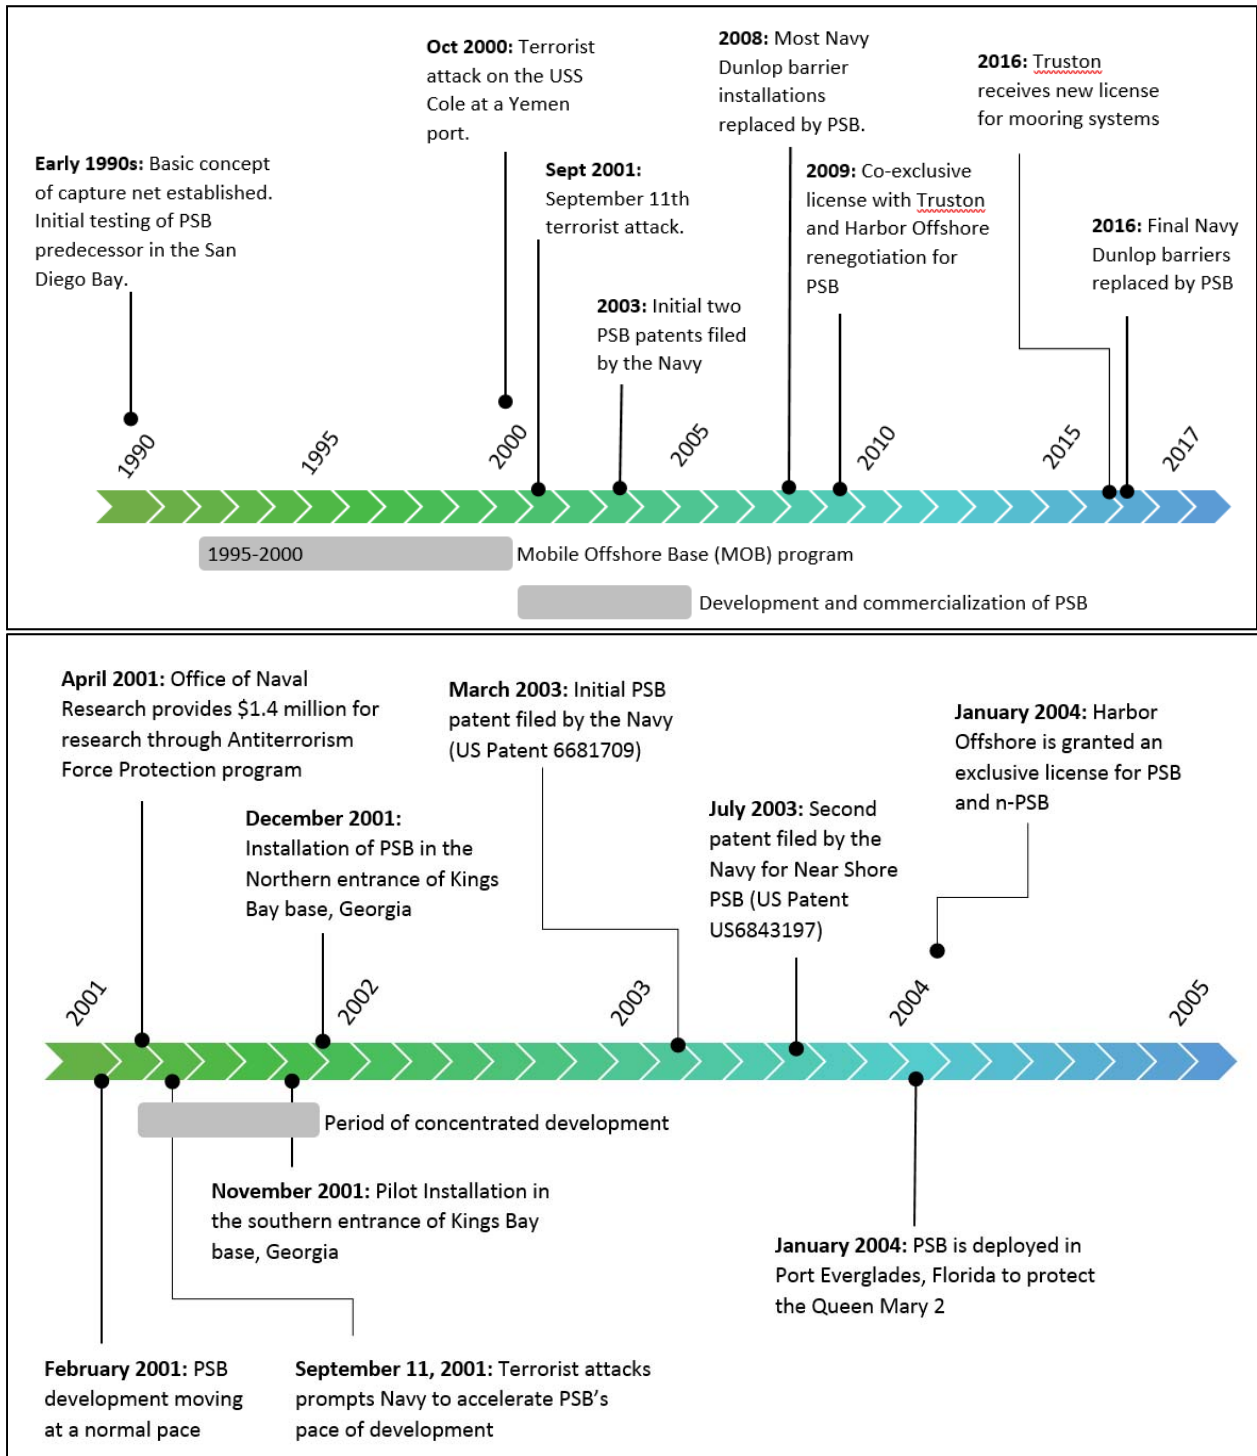 Early 1990s: Basic concept
of capture net established.
Initial testing of PSB
predecessor in the San
Diego Bay.
Oct 2000: Terrorist
attack on the USS
Cole at a Yemen
port.
Sept 2001:
September 11th
terrorist attack.
2003: Initial two
PSB patents filed
by the Navy
2008: Most Navy
Dunlop barrier
installations
replaced by PSB.
2009: Co-exclusive
license with Truston
and Harbor Offshore
renegotiation for
PSB
2016: Truston
receives new license
for mooring systems
2016: Final Navy
Dunlop barriers
replaced by PSB
1990
1995
2000
2005
2010
2015
2017
1995-2000
Mobile Offshore Base (MOB) program
Development and commercialization of PSB
April 2001: Office of Naval
Research provides $1.4 million for
research through Antiterrorism
Force Protection program
December 2001:
Installation of PSB in the
Northern entrance of Kings
Bay base, Georgia
March 2003: Initial PSB
patent filed by the Navy
(US Patent 6681709)
July 2003: Second
patent filed by the
Navy for Near Shore
PSB (US Patent
US6843197)
January 2004: Harbor
Offshore is granted an
exclusive license for PSB
and n-PSB
2001
2002
2003
2004
2005
Period of concentrated development
November 2001: Pilot Installation in
the southern entrance of Kings Bay
base, Georgia
January 2004: PSB is deployed in
Port Everglades, Florida to protect
the Queen Mary 2
February 2001: PSB
development moving
at a normal pace
September 11, 2001: Terrorist attacks
prompts Navy to accelerate PSB's
pace of development